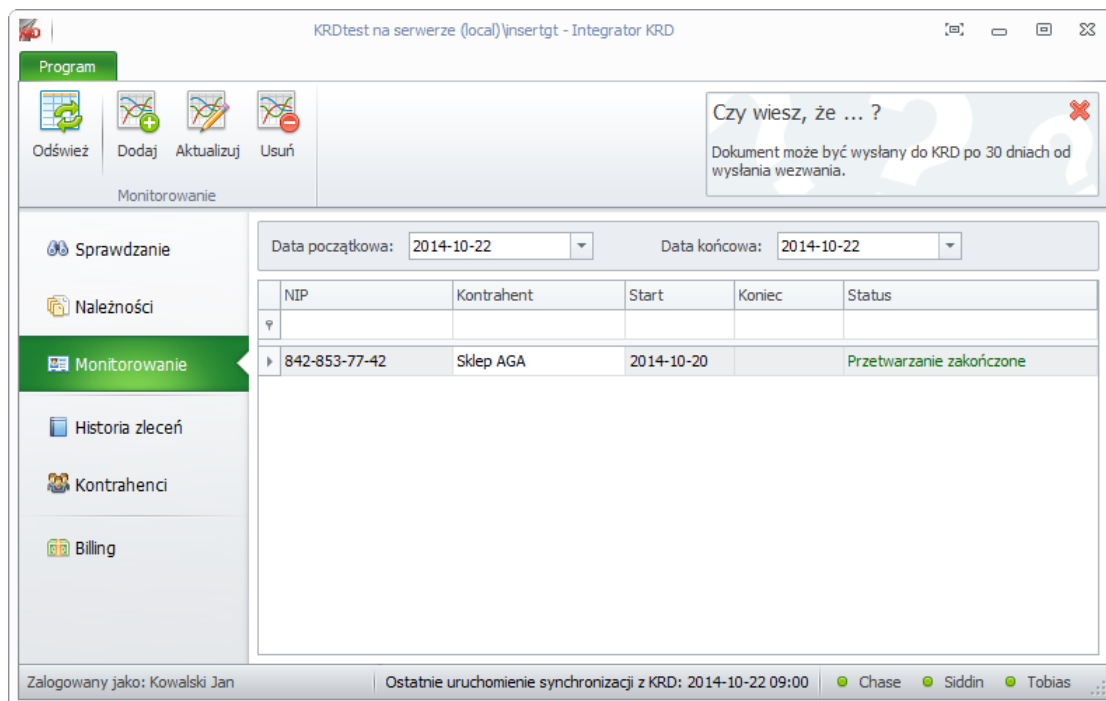 KRDtest na serwerze (local)\insertgt - Integrator KRD
Program
Odśwież
Dodaj
Aktualizuj
Usuń
Monitorowanie
Czy wiesz, że ... ?
Dokument może być wysłany do KRD po 30 dniach od
wysłania wezwania.
Sprawdzanie
Należności
Monitorowanie
Historia zleceń
Kontrahenci
Billing
Data początkowa: 2014-10-22 Data końcowa: 2014-10-22
NIP Kontrahent Start Koniec Status
842-853-77-42 Sklep AGA 2014-10-20 Przetwarzanie zakończone
Zalogowany jako: Kowalski Jan Ostatnie uruchomienie synchronizacji z KRD: 2014-10-22 09:00 Chase Siddin Tobias